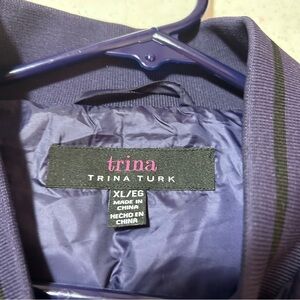 trina
TRINA TURK
XL/EG
MADE IN
CHINA
HECHO EN
CHINA